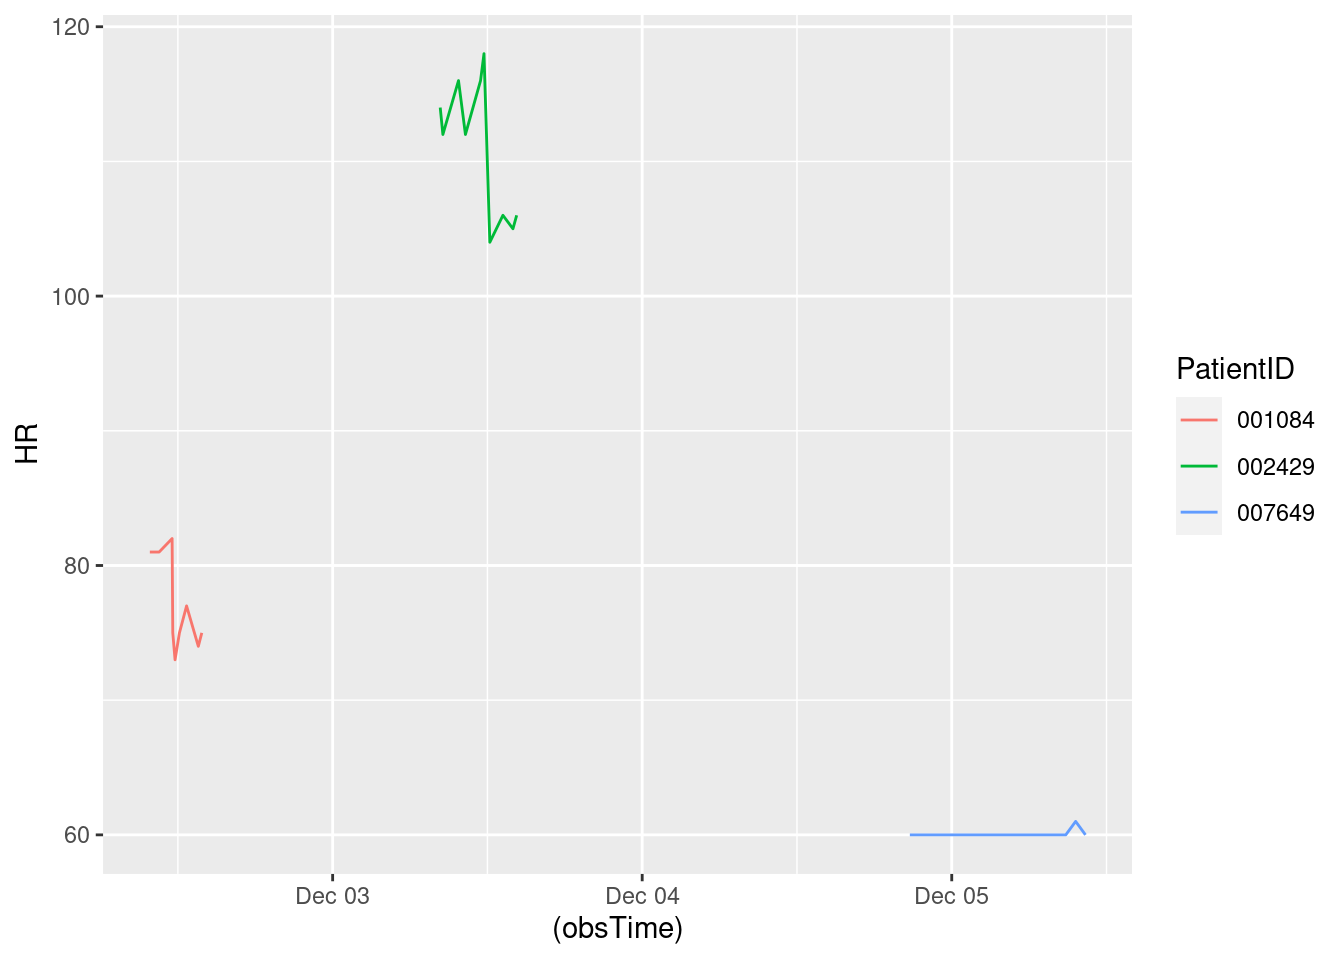 120
100
80
60
HR
Dec 03
Dec 04
Dec 05
(obsTime)
PatientID
001084
002429
007649